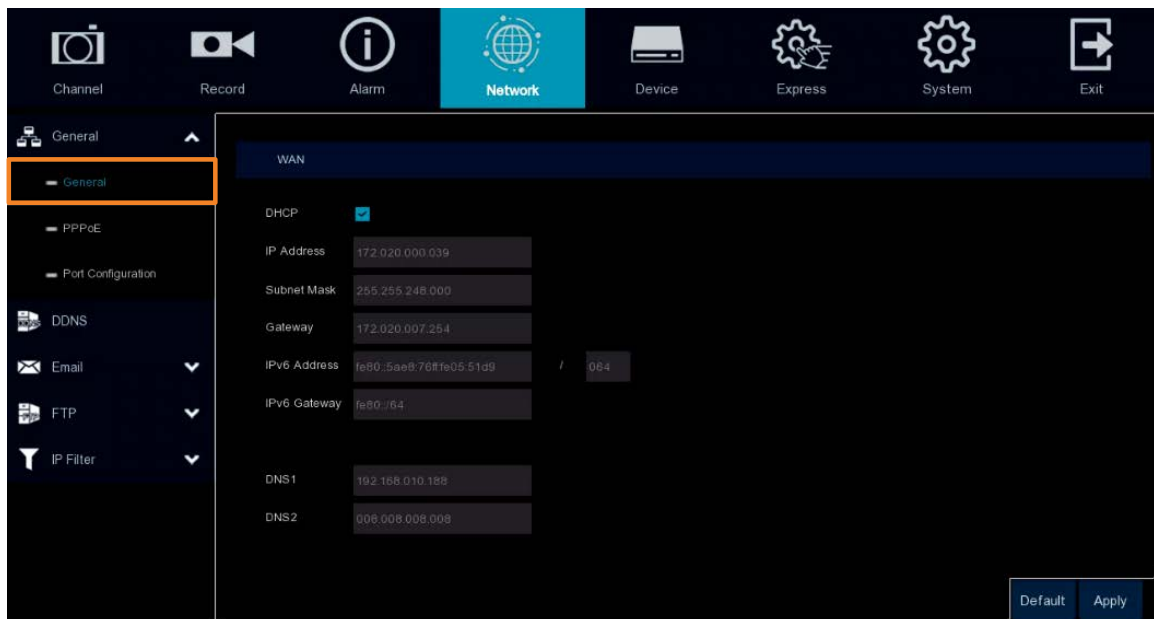 Channel Record Alarm Network Device Express System Exit
General
WAN
General
DHCP
PPPoE
IP Address 172.020.000.039
Port Configuration
Subnet Mask 255.255.248.000
DDNS
Gateway 172.020.007.254
Email
IPv6 Address fe80::5ae8:76ff:fe05:51d9 / 064
IPv6 Gateway fe80::/64
FTP
IP Filter
DNS1 192.168.010.188
DNS2 008.008.008.008
Default Apply